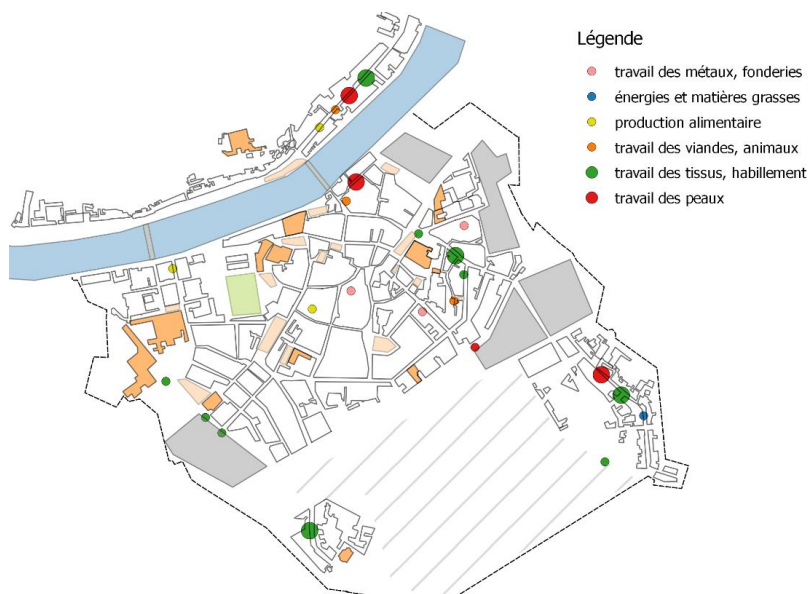 Légende
travail des métaux, fonderies
énergies et matières grasses
production alimentaire
travail des viandes, animaux
travail des tissus, habillement
travail des peaux